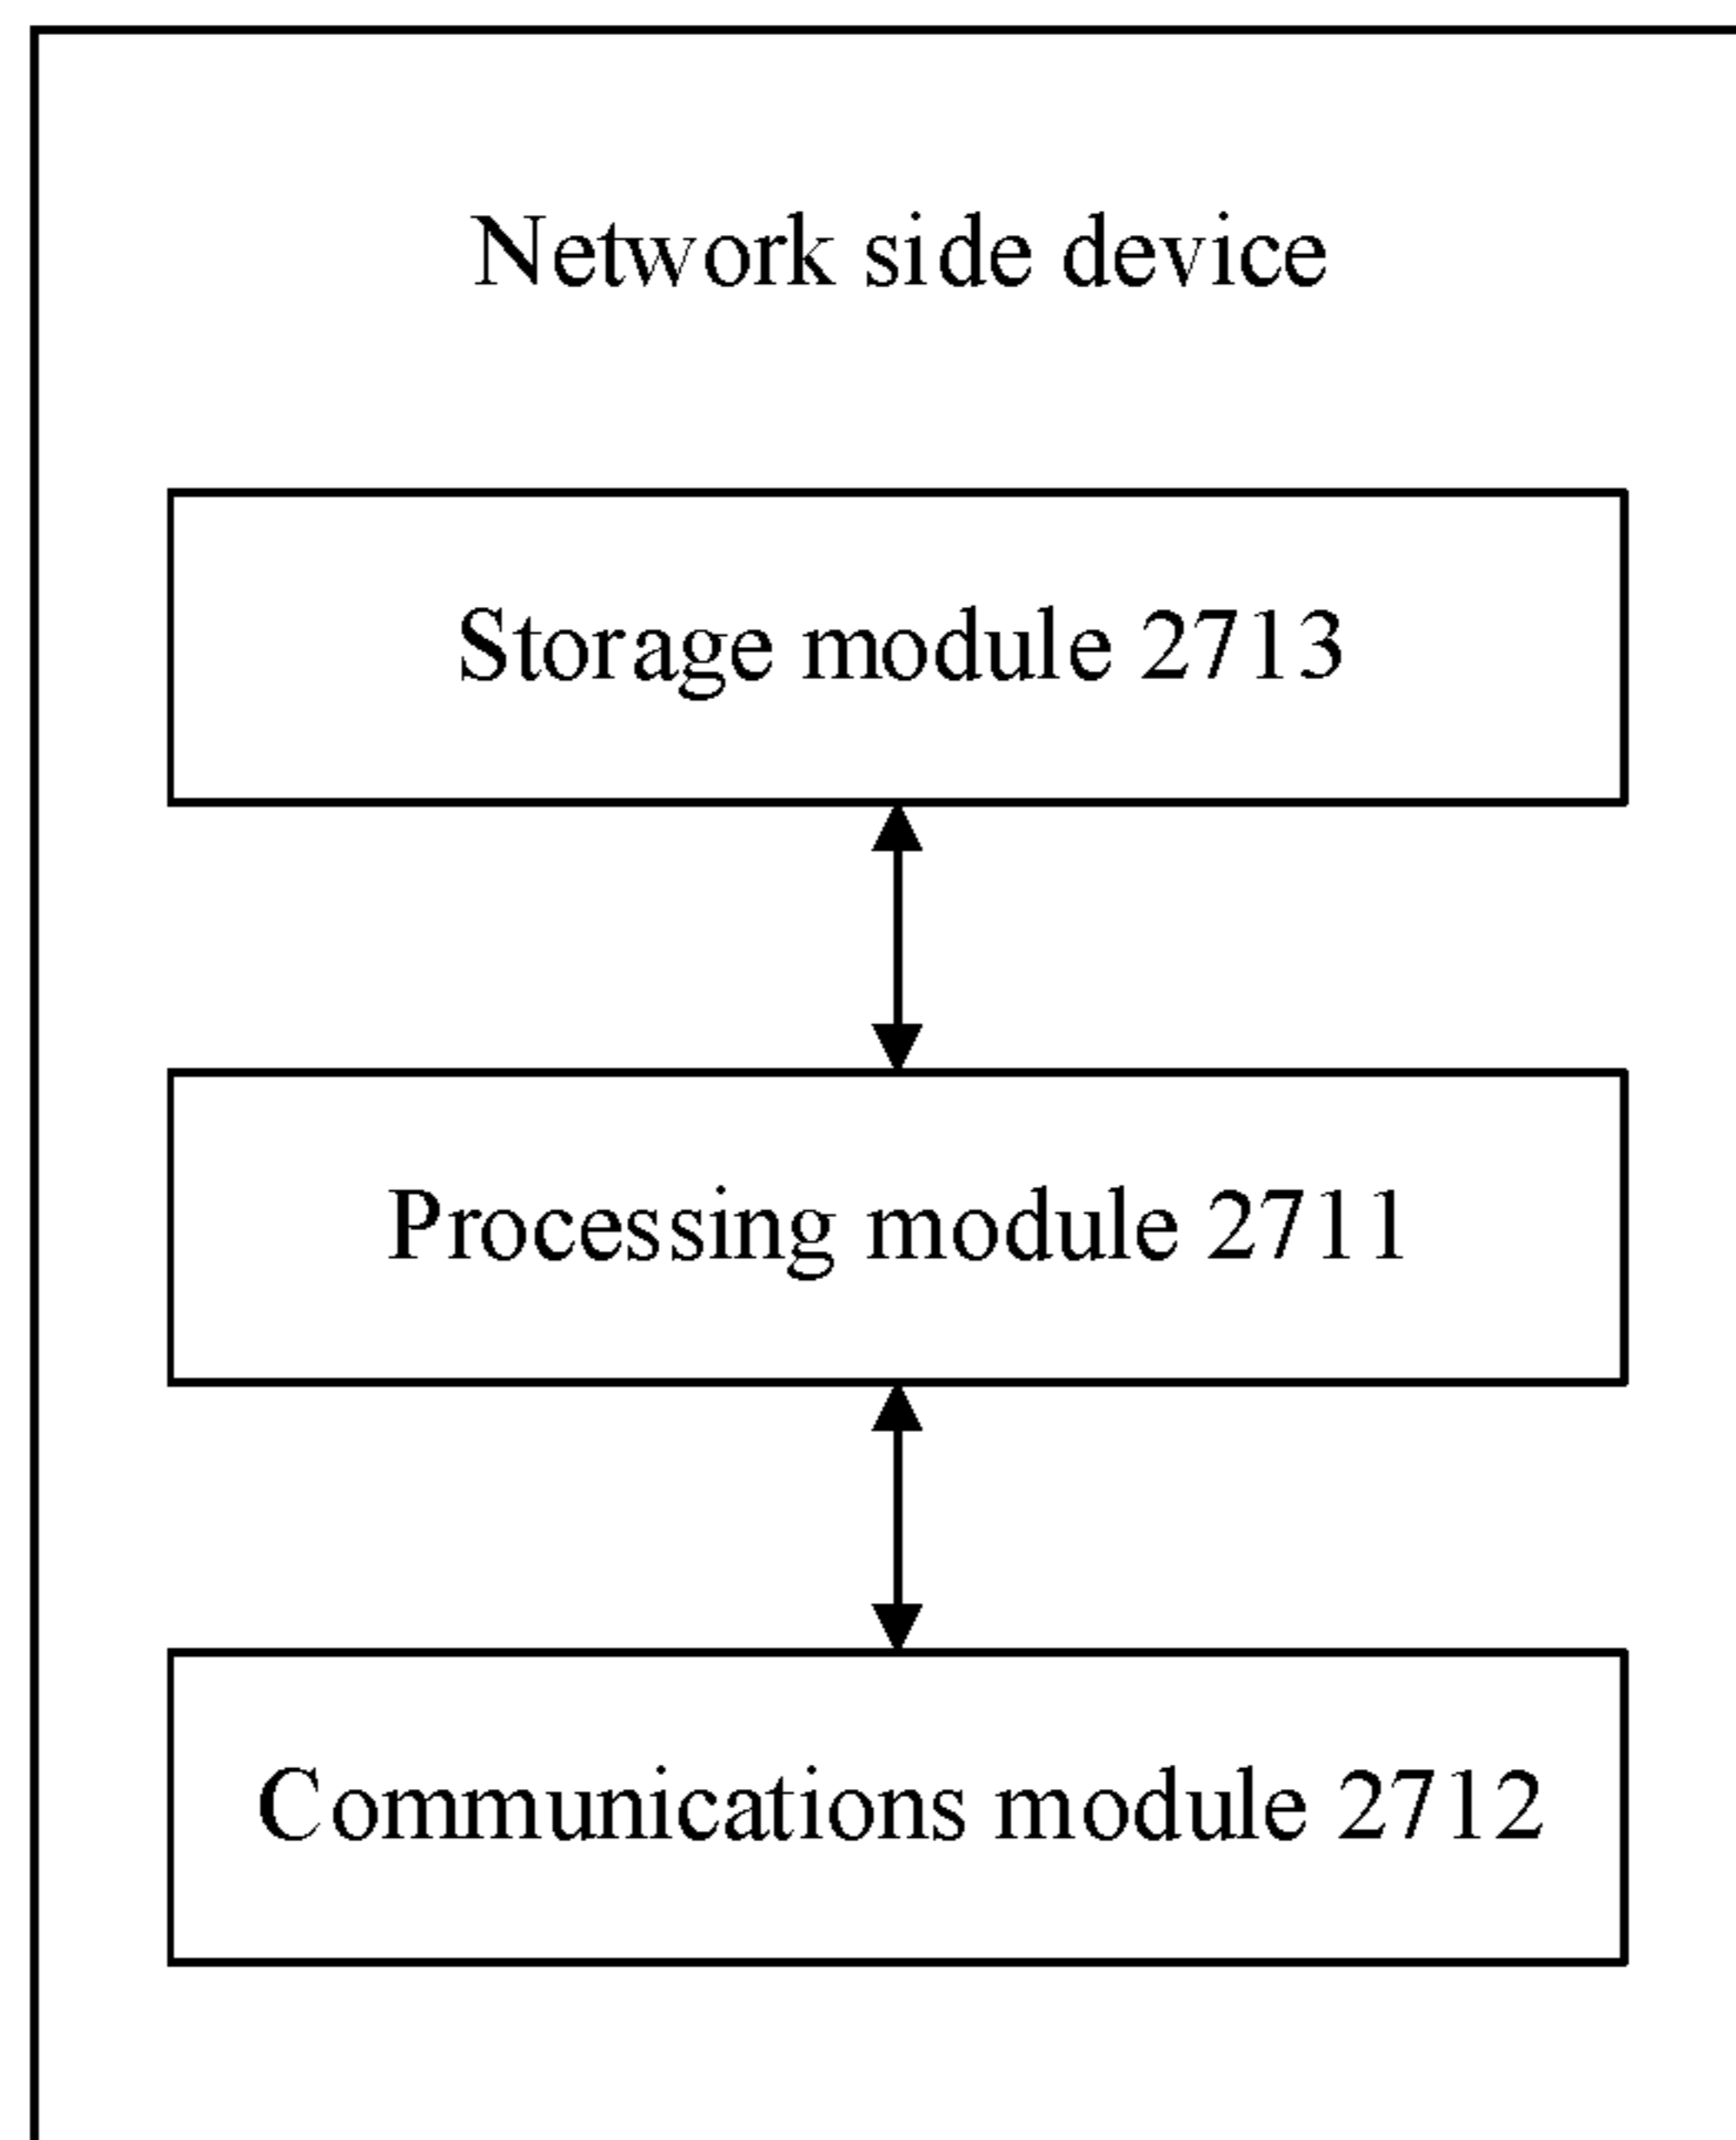 Network side device
Storage module 2713
Processing module 2711
Communications module 2712